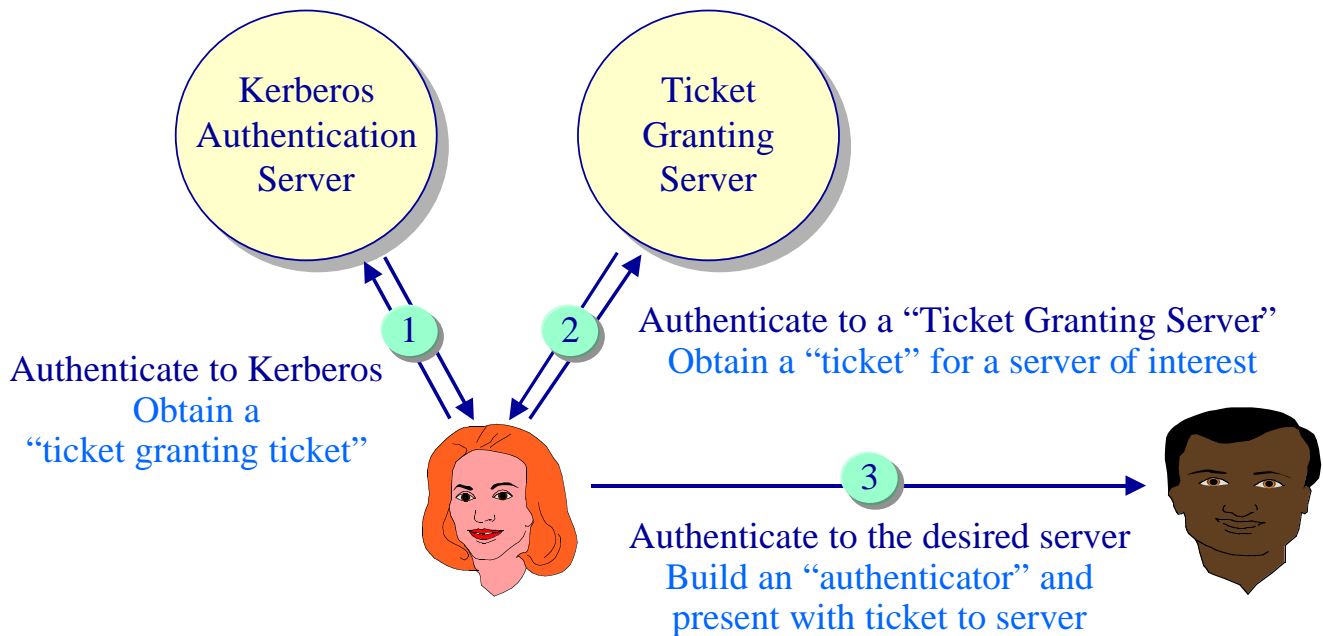 Kerberos
Authentication
Server
Ticket
Granting
Server
1
2
Authenticate to Kerberos
Obtain a
“ticket granting ticket”
Authenticate to a “Ticket Granting Server”
Obtain a “ticket” for a server of interest
3
Authenticate to the desired server
Build an “authenticator” and
present with ticket to server